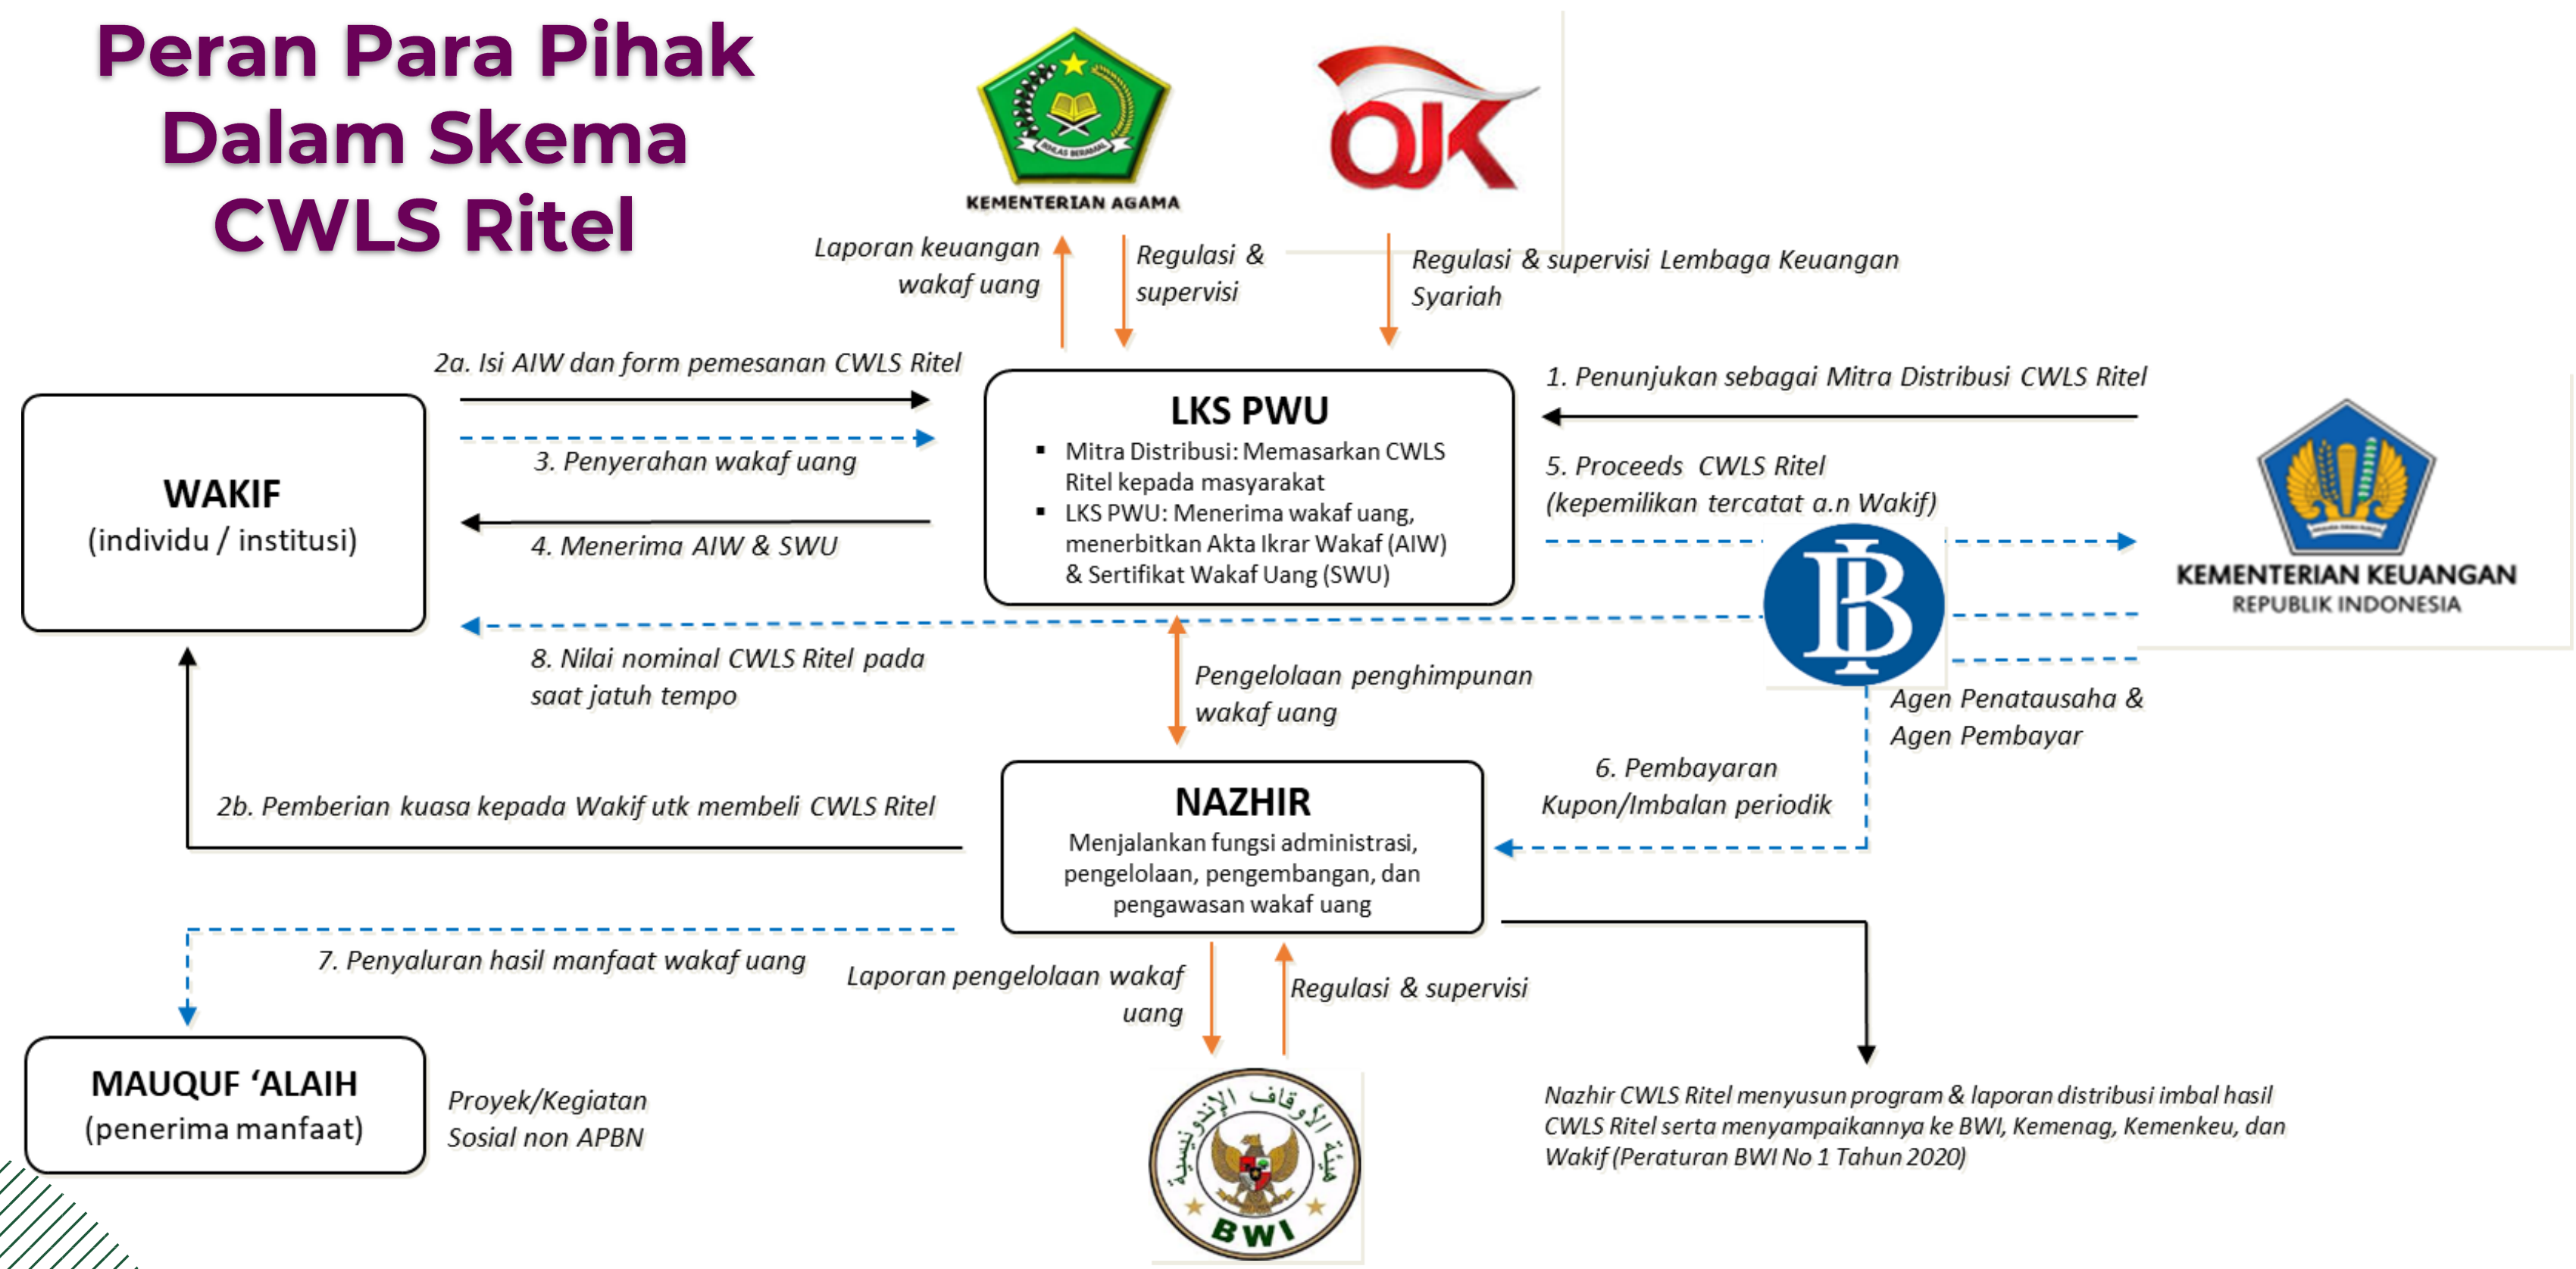 Peran Para Pihak
Dalam Skema
CWLS Ritel
IKHLAS BERAMAL
KEMENTERIAN AGAMA
OJK
Laporan keuangan
wakaf uang
Regulasi &
supervisi
Regulasi & supervisi Lembaga Keuangan
Syariah
2a. Isi AIW dan form pemesanan CWLS Ritel
3. Penyerahan wakaf uang
4. Menerima AIW & SWU
WAKIF
(individu / institusi)
LKS PWU
▪ Mitra Distribusi: Memasarkan CWLS
Ritel kepada masyarakat
▪ LKS PWU: Menerima wakaf uang,
menerbitkan Akta Ikrar Wakaf (AIW)
& Sertifikat Wakaf Uang (SWU)
1. Penunjukan sebagai Mitra Distribusi CWLS Ritel
5. Proceeds CWLS Ritel
(kepemilikan tercatat a.n Wakif)
KEMENTERIAN KEUANGAN
REPUBLIK INDONESIA
8. Nilai nominal CWLS Ritel pada
saat jatuh tempo
Pengelolaan penghimpunan
wakaf uang
Agen Penatausaha &
Agen Pembayar
6. Pembayaran
Kupon/Imbalan periodik
2b. Pemberian kuasa kepada Wakif utk membeli CWLS Ritel
NAZHIR
Menjalankan fungsi administrasi,
pengelolaan, pengembangan, dan
pengawasan wakaf uang
7. Penyaluran hasil manfaat wakaf uang
Laporan pengelolaan wakaf
uang
Regulasi & supervisi
MAUQUF ‘ALAIH
(penerima manfaat)
Proyek/Kegiatan
Sosial non APBN
هيئة الأوقاف الإندونيسية
BWI
Nazhir CWLS Ritel menyusun program & laporan distribusi imbal hasil
CWLS Ritel serta menyampaikannya ke BWI, Kemenag, Kemenkeu, dan
Wakif (Peraturan BWI No 1 Tahun 2020)